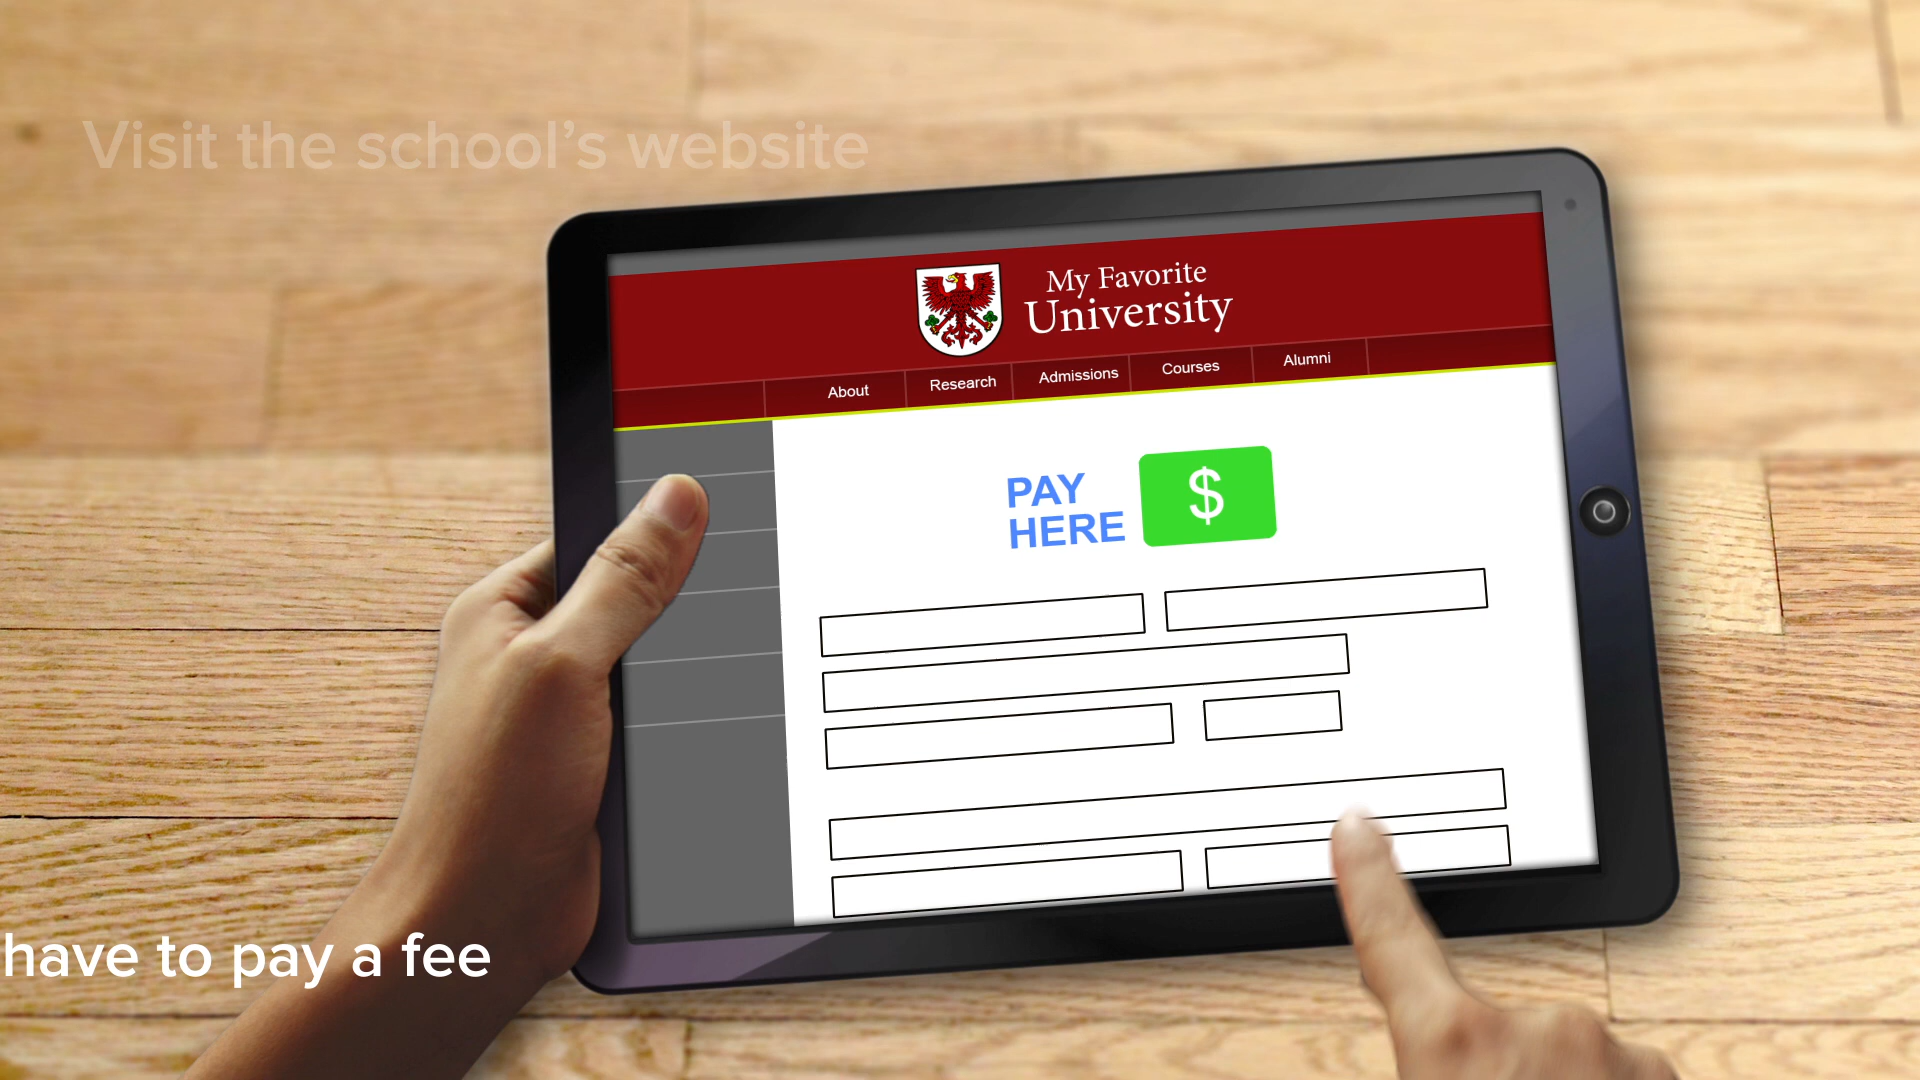 Visit the school’s website
My Favorite
University
About
Research
Admissions
Courses
Alumni
PAY
HERE
$
have to pay a fee